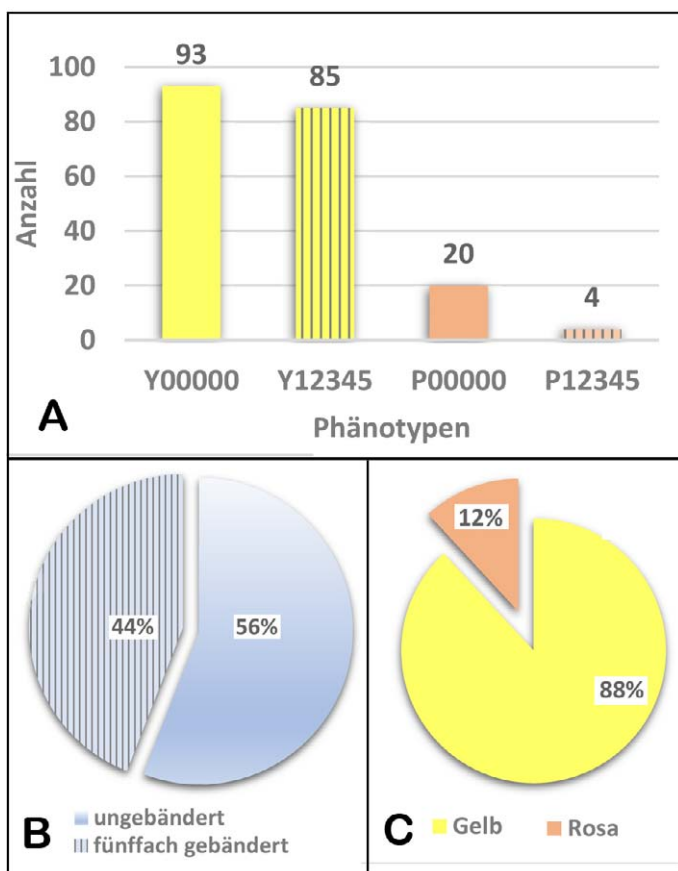 93
85
20
4
100
80
60
40
20
0
Anzahl
Y00000 Y12345 P00000 P12345
Phänotypen
A
44%
56%
ungebändert
fünffach gebändert
B
12%
88%
Gelb Rosa
C